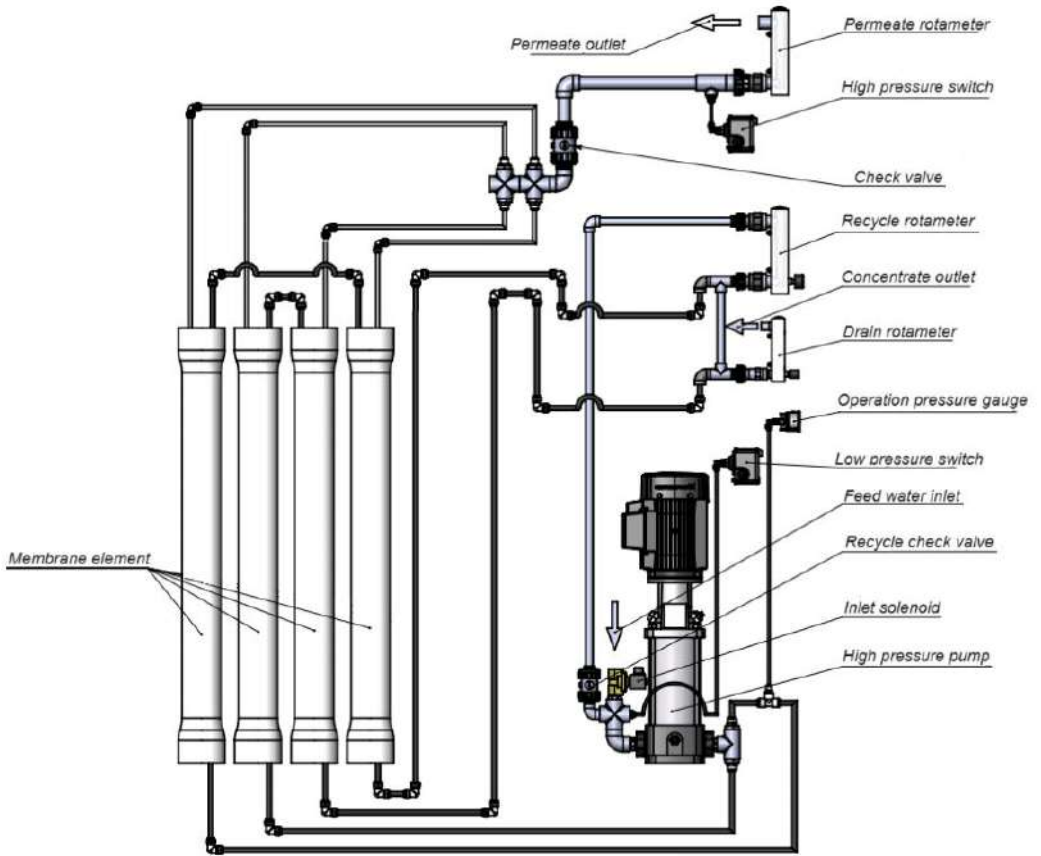 Permeate outlet
Permeate rotameter
High pressure switch
Check valve
Recycle rotameter
Concentrate outlet
Drain rotameter
Operation pressure gauge
Low pressure switch
Feed water inlet
Recycle check valve
Membrane element
Inlet solenoid
High pressure pump